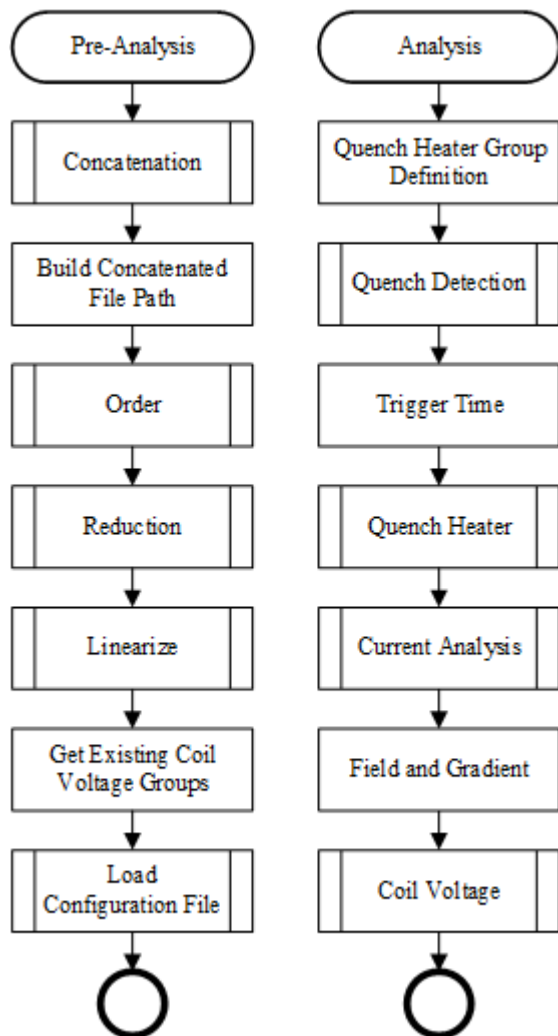 Pre-Analysis
Concatenation
Build Concatenated
File Path
Order
Reduction
Linearize
Get Existing Coil
Voltage Groups
Load
Configuration File
Analysis
Quench Heater Group
Definition
Quench Detection
Trigger Time
Quench Heater
Current Analysis
Field and Gradient
Coil Voltage